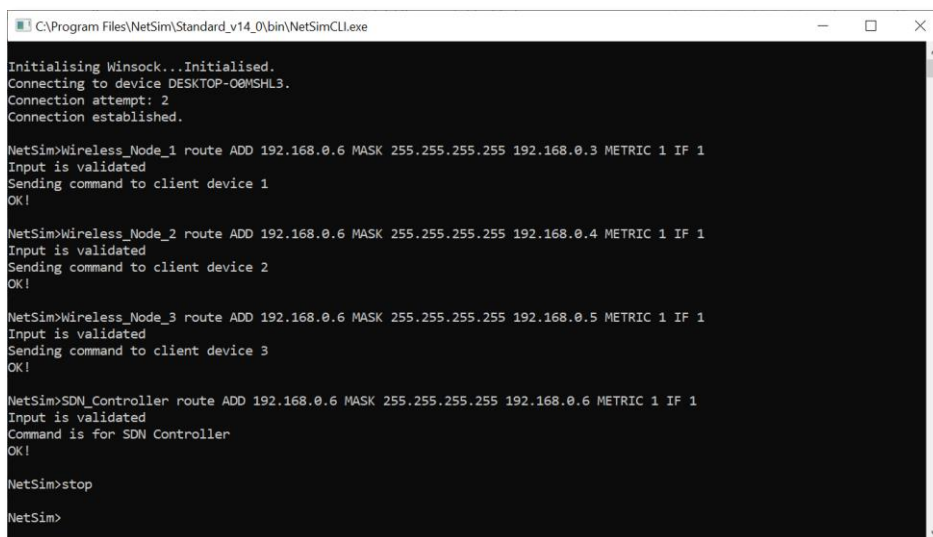 C:\Program Files\NetSim\Standard_v14_0\bin\NetSimCLI.exe
Initialising Winsock...Initialised.
Connecting to device DESKTOP-O0MSHL3.
Connection attempt: 2
Connection established.
NetSim>Wireless_Node_1 route ADD 192.168.0.6 MASK 255.255.255.255 192.168.0.3 METRIC 1 IF 1
Input is validated
Sending command to client device 1
OK!
NetSim>Wireless_Node_2 route ADD 192.168.0.6 MASK 255.255.255.255 192.168.0.4 METRIC 1 IF 1
Input is validated
Sending command to client device 2
OK!
NetSim>Wireless_Node_3 route ADD 192.168.0.6 MASK 255.255.255.255 192.168.0.5 METRIC 1 IF 1
Input is validated
Sending command to client device 3
OK!
NetSim>SDN_Controller route ADD 192.168.0.6 MASK 255.255.255.255 192.168.0.6 METRIC 1 IF 1
Input is validated
Command is for SDN Controller
OK!
NetSim>stop
NetSim>